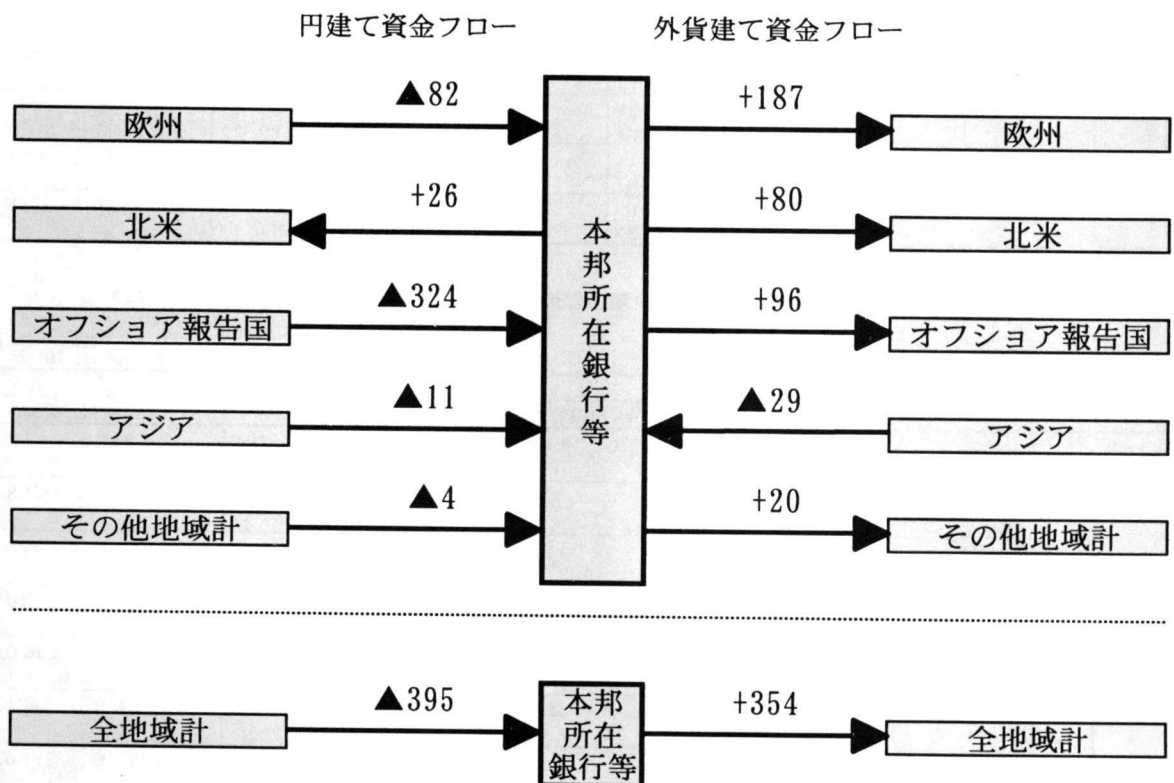 円建て資金フロー 外貨建て資金フロー
▲82 +187
欧州 欧州
+26 +80
北米 北米
▲324 +96
オフショア報告国 オフショア報告国
▲11 ▲29
アジア アジア
▲4 +20
その他地域計 その他地域計
本邦所在銀行等
▲395 +354
全地域計 全地域計
本邦
所在
銀行等